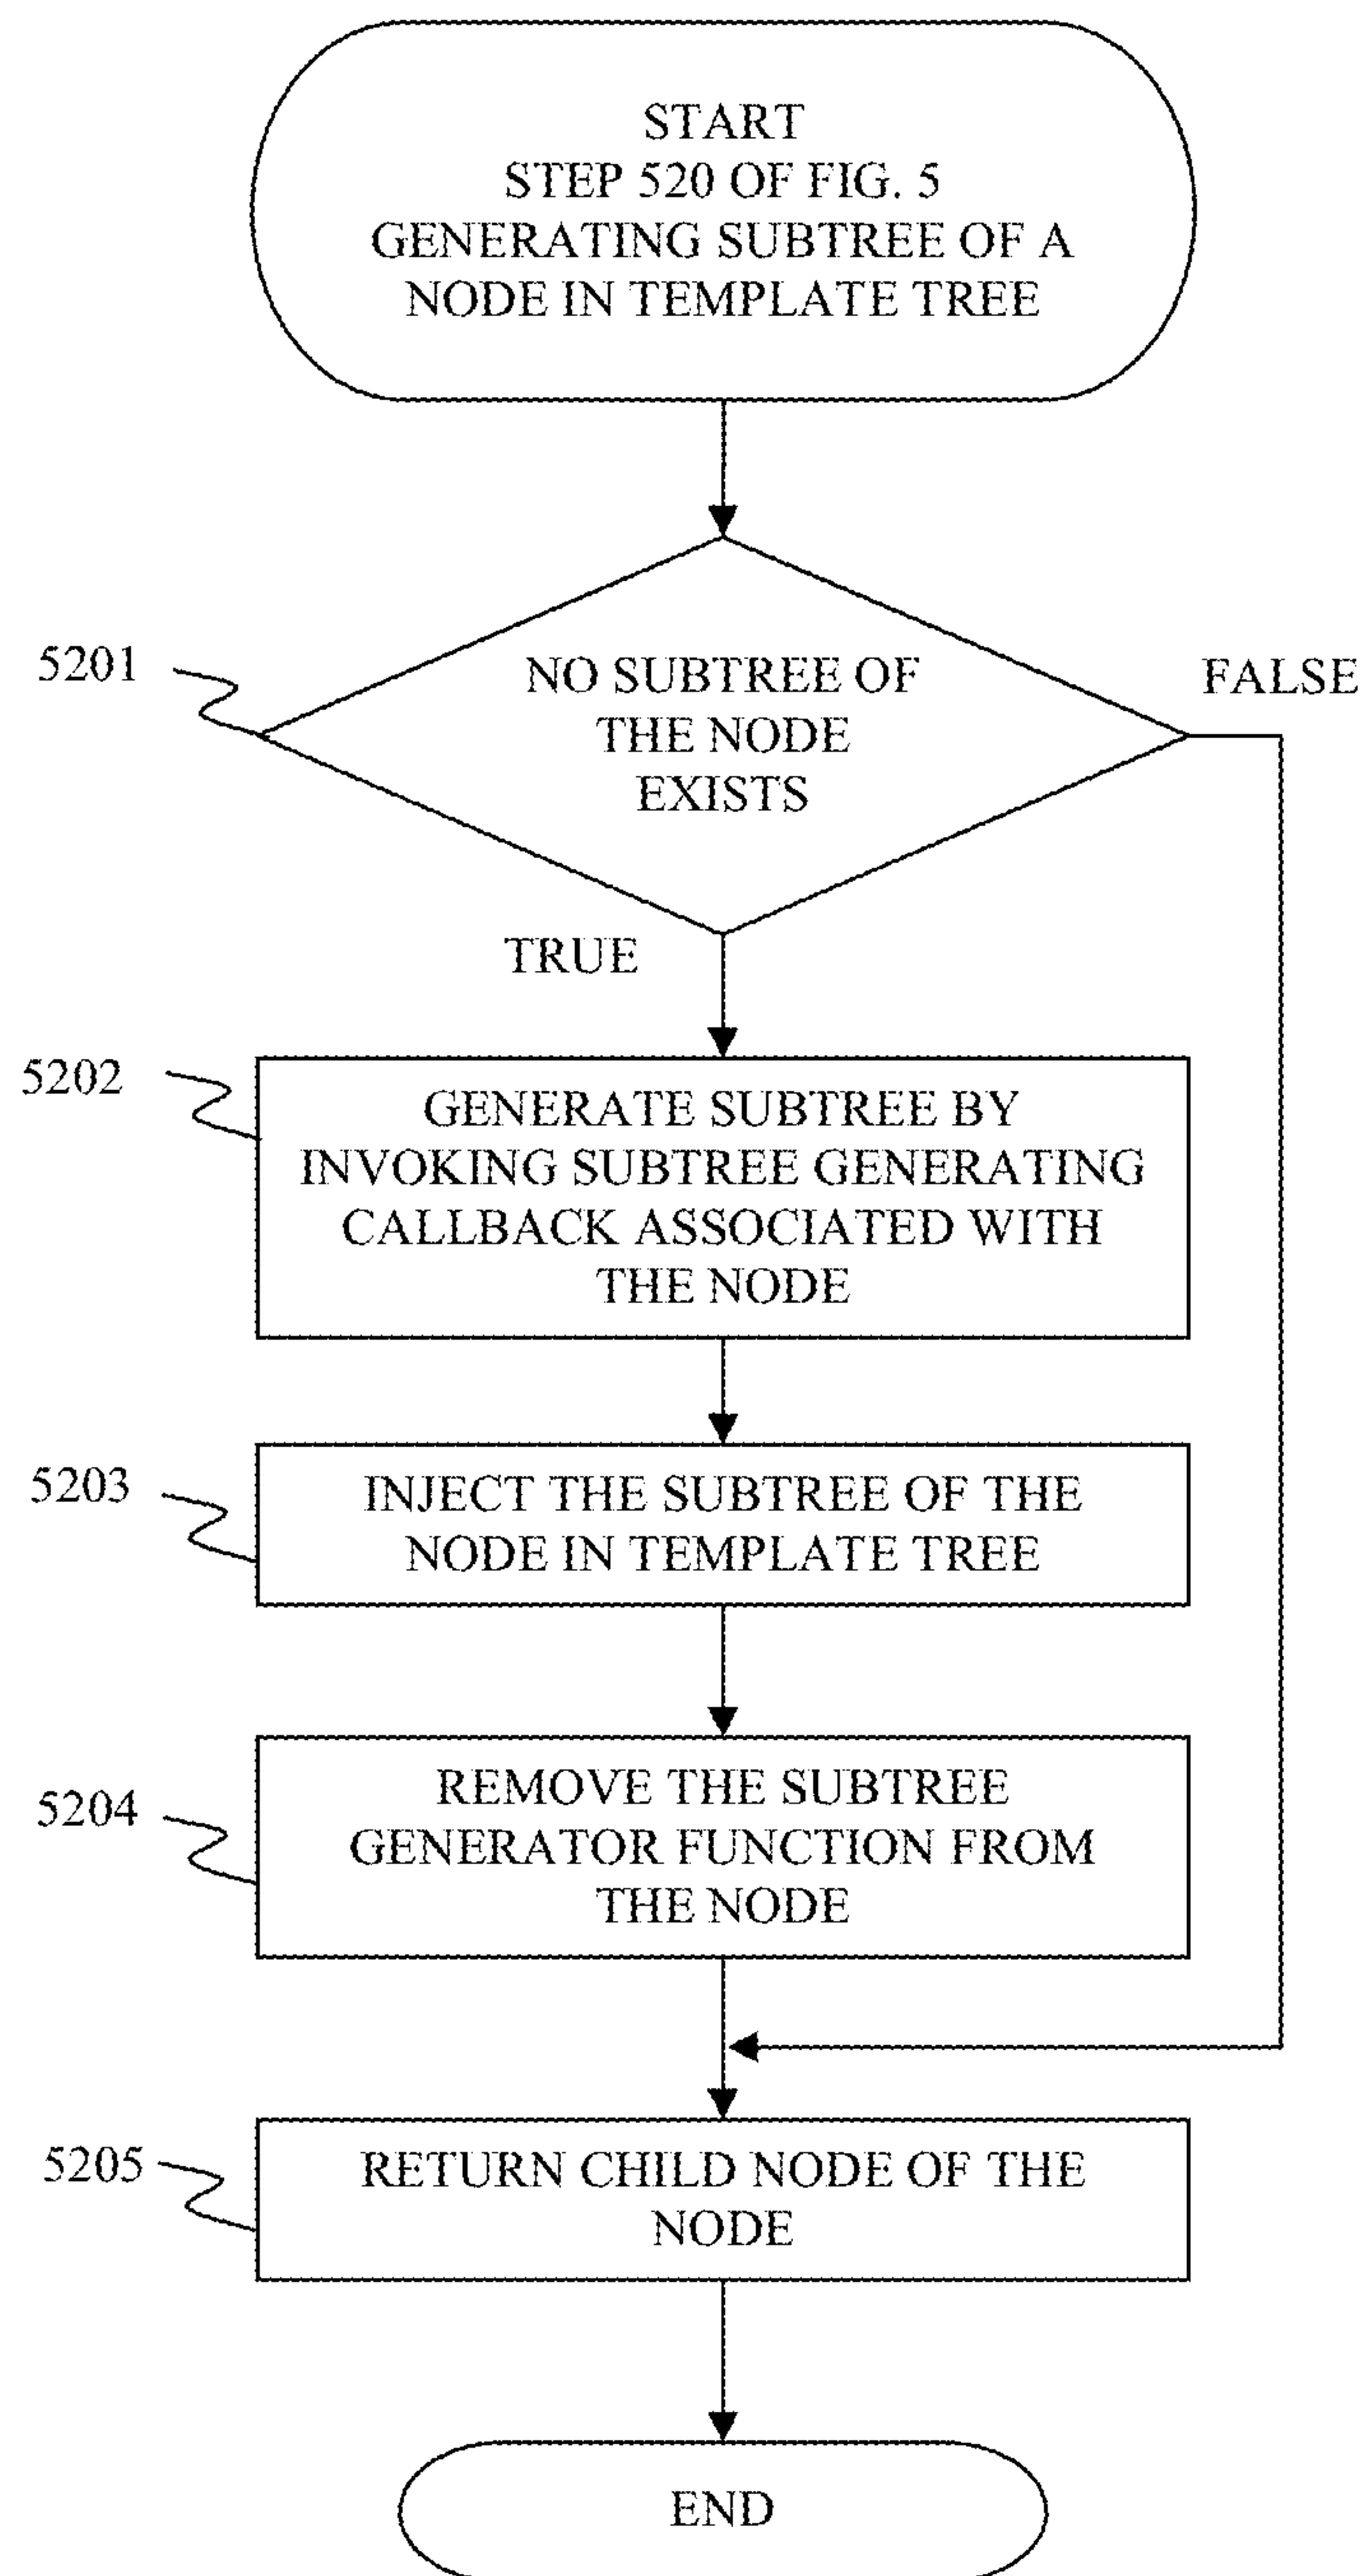 START
STEP 520 OF FIG. 5
GENERATING SUBTREE OF A
NODE IN TEMPLATE TREE
5201
NO SUBTREE OF
THE NODE
EXISTS
FALSE
TRUE
5202
GENERATE SUBTREE BY
INVOKING SUBTREE GENERATING
CALLBACK ASSOCIATED WITH
THE NODE
5203
INJECT THE SUBTREE OF THE
NODE IN TEMPLATE TREE
5204
REMOVE THE SUBTREE
GENERATOR FUNCTION FROM
THE NODE
5205
RETURN CHILD NODE OF THE
NODE
END